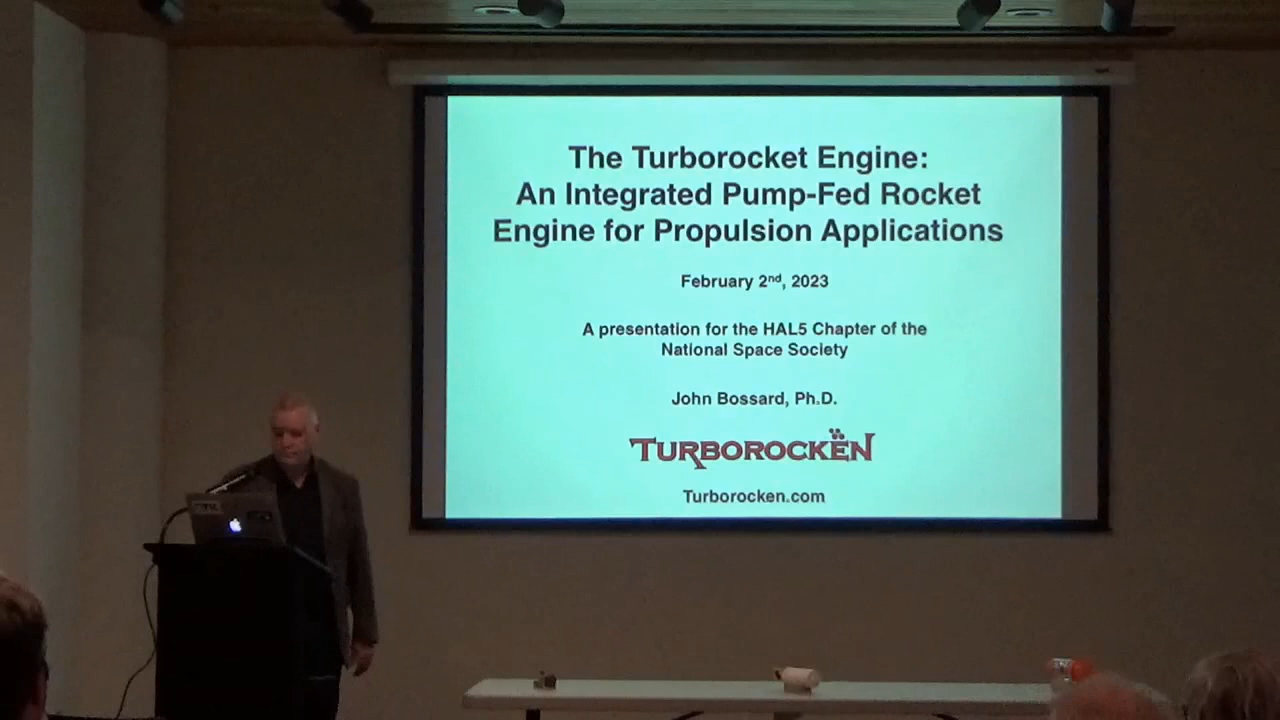 The Turborocket Engine:
An Integrated Pump-Fed Rocket
Engine for Propulsion Applications
February 2nd, 2023
A presentation for the HAL5 Chapter of the
National Space Society
John Bossard, Ph.D.
TURBOROCKËN
Turborocken.com